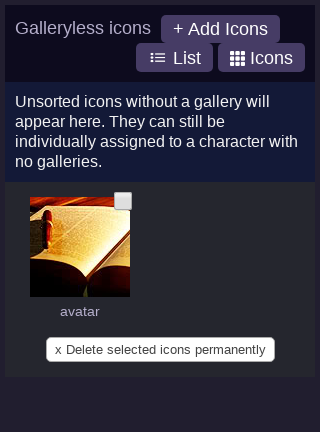 Galleryless icons + Add Icons
List Icons
Unsorted icons without a gallery will
appear here. They can still be
individually assigned to a character with
no galleries.
avatar
x Delete selected icons permanently